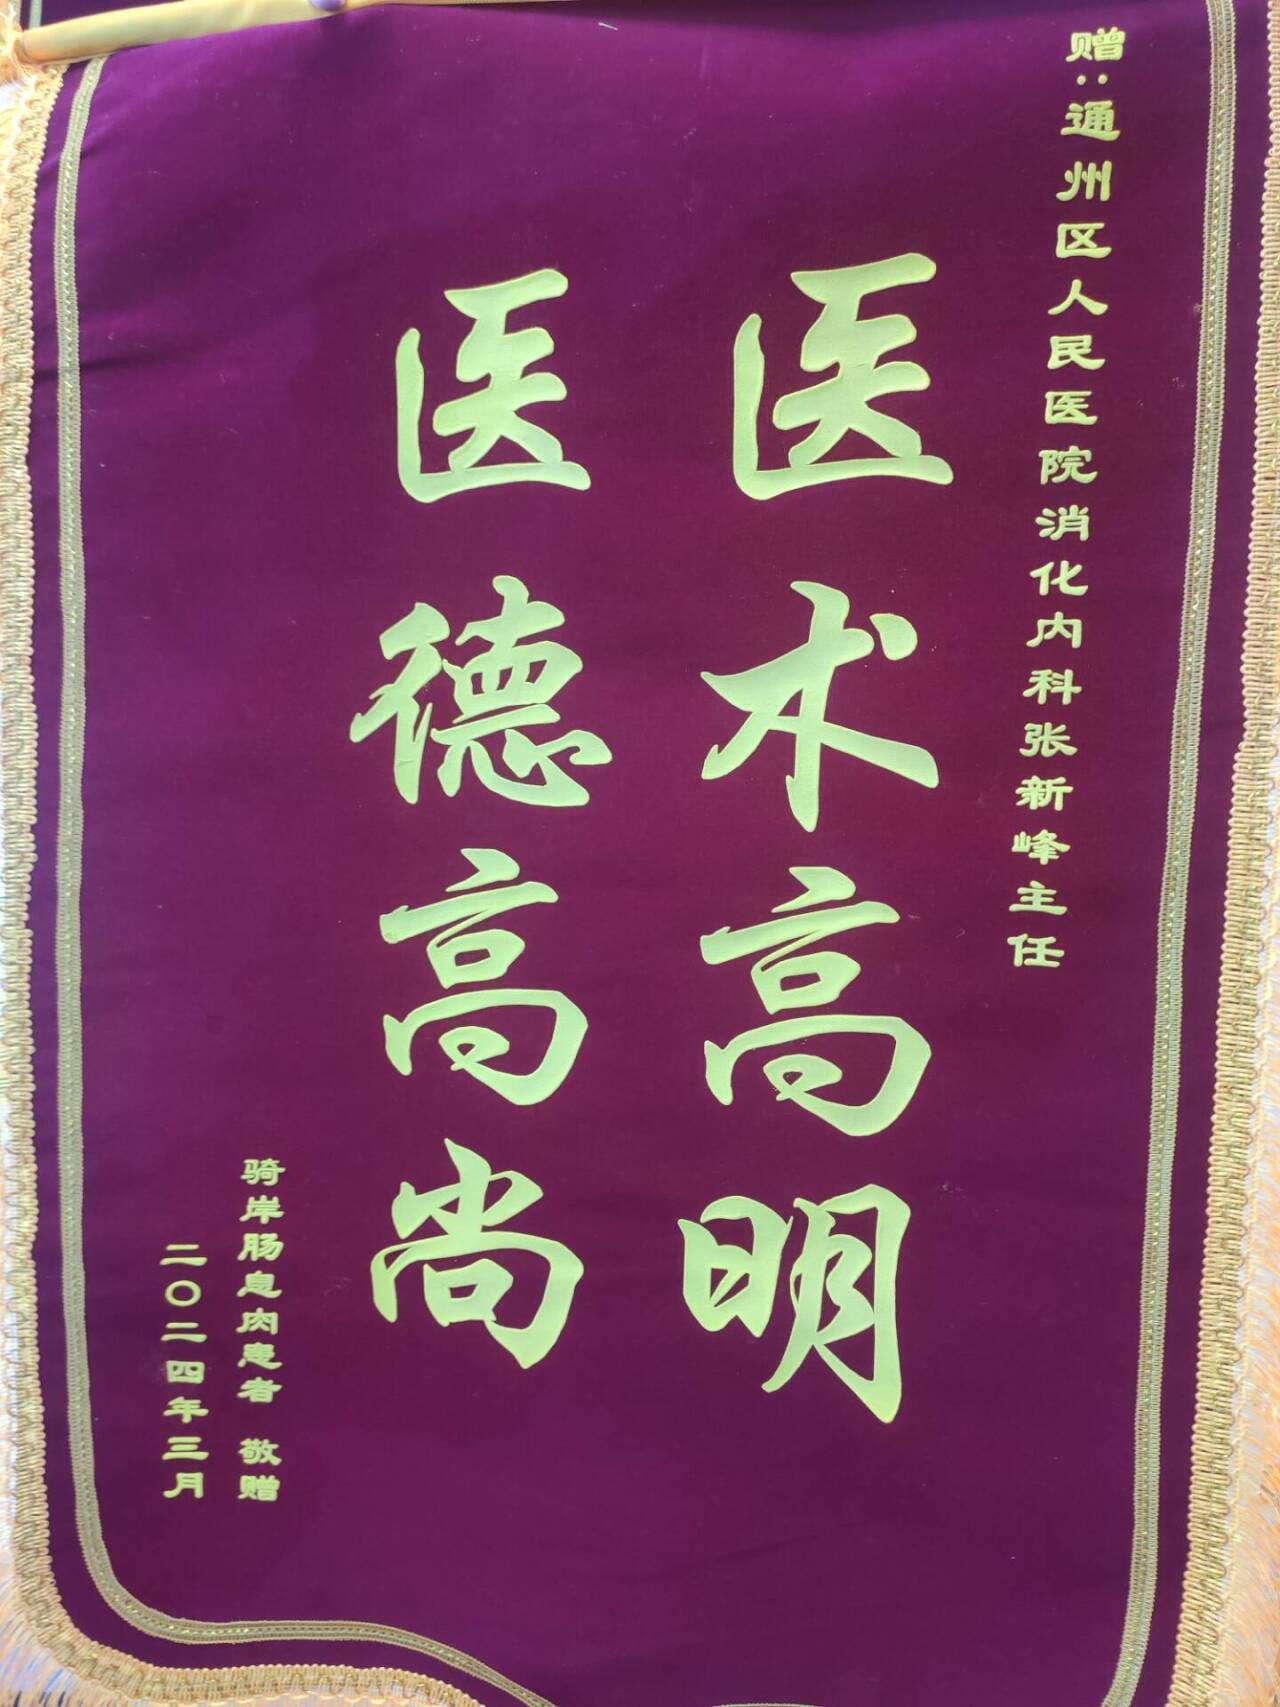 赠:通州区人民医院消化内科张新峰主任
医术高明
医德高尚
骑岸肠息肉患者 敬赠
二〇二四年三月